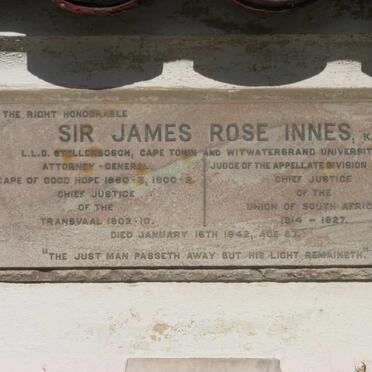 THE RIGHT HONOURABLE
SIR JAMES ROSE INNES, K.
L.L.D. STELLENBOSCH, CAPE TOWN AND WITWATERSRAND UNIVERSIT
ATTORNEY-GENERAL JUDGE OF THE APPELLATE DIVISION
CAPE OF GOOD HOPE 1890-3, 1900-2. CHIEF JUSTICE
CHIEF JUSTICE OF THE
OF THE UNION OF SOUTH AFRIC
TRANSVAAL 1902-10. 1914 - 1927.
DIED JANUARY 16TH 1942, AGE 87.
"THE JUST MAN PASSETH AWAY BUT HIS LIGHT REMAINETH."